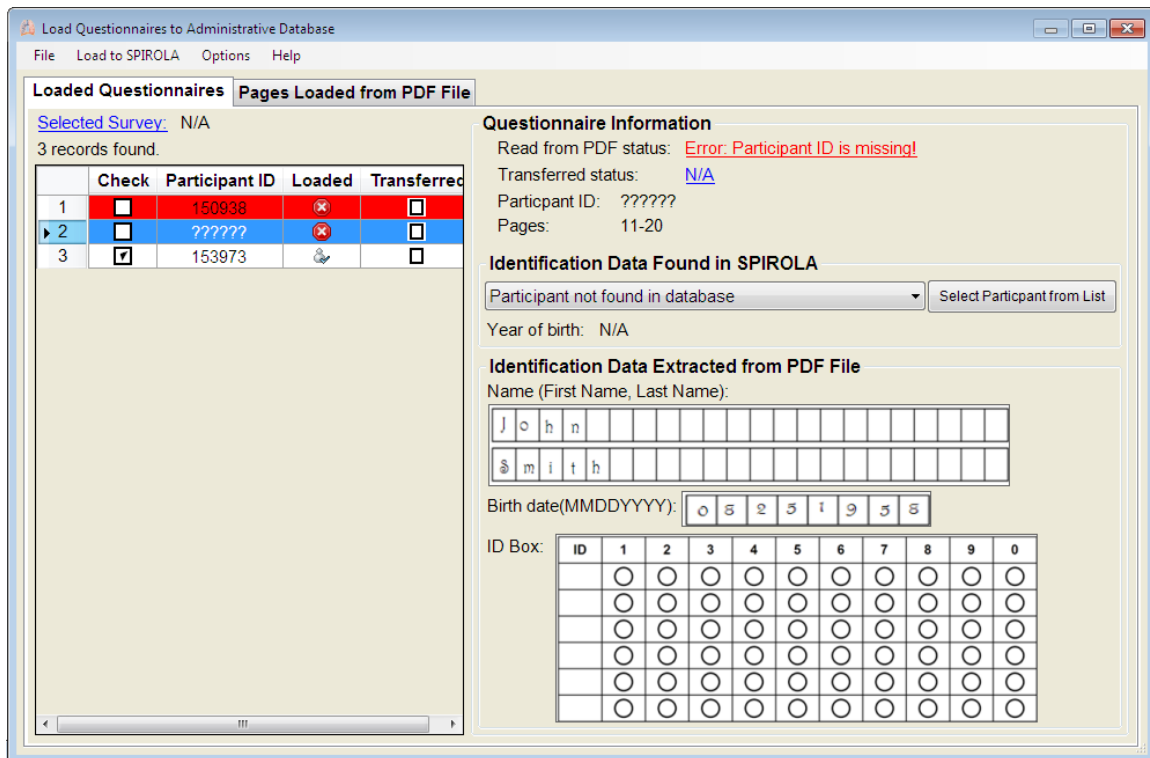 Load Questionnaires to Administrative Database
File Load to SPIROLA Options Help
Loaded Questionnaires Pages Loaded from PDF File
Selected Survey: N/A
3 records found.
Check Participant ID Loaded Transferred
1 150938
2 ??????
3 153973
Questionnaire Information
Read from PDF status: Error: Participant ID is missing!
Transferred status: N/A
Particpant ID: ??????
Pages: 11-20
Identification Data Found in SPIROLA
Participant not found in database Select Particpant from List
Year of birth: N/A
Identification Data Extracted from PDF File
Name (First Name, Last Name):
John
Smith
Birth date(MMDDYYYY): 08251958
ID Box: ID 1 2 3 4 5 6 7 8 9 0